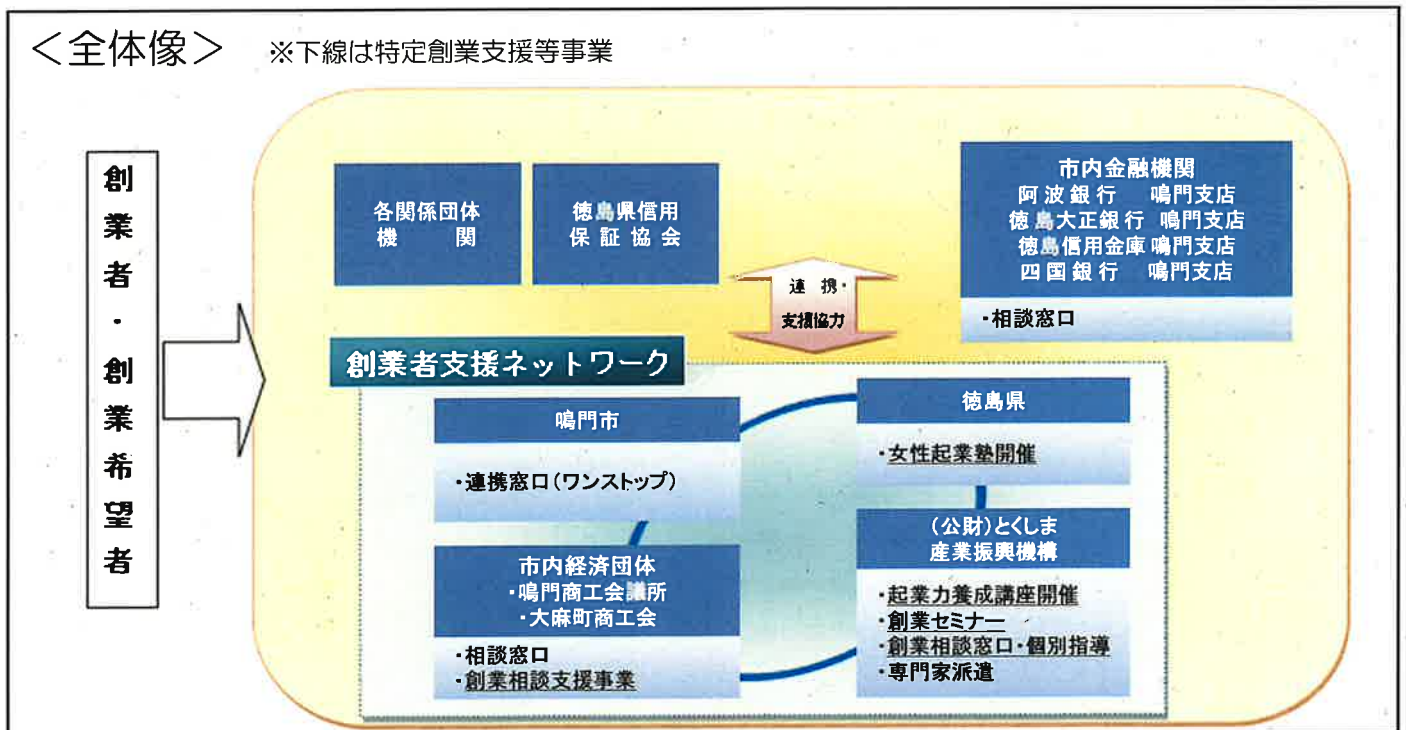 <全体像>
※下線は特定創業支援等事業
創業者・創業希望者
各関係団体
機 関
徳島県信用
保証協会
市内金融機関
阿波銀行 鳴門支店
徳島大正銀行 鳴門支店
徳島信用金庫 鳴門支店
四国銀行 鳴門支店
・相談窓口
連携・
支援協力
創業者支援ネットワーク
鳴門市
・連携窓口(ワンストップ)
徳島県
・女性起業塾開催
市内経済団体
・鳴門商工会議所
・大麻町商工会
・相談窓口
・創業相談支援事業
(公財)とくしま
産業振興機構
・起業力養成講座開催
・創業セミナー
・創業相談窓口・個別指導
・専門家派遣